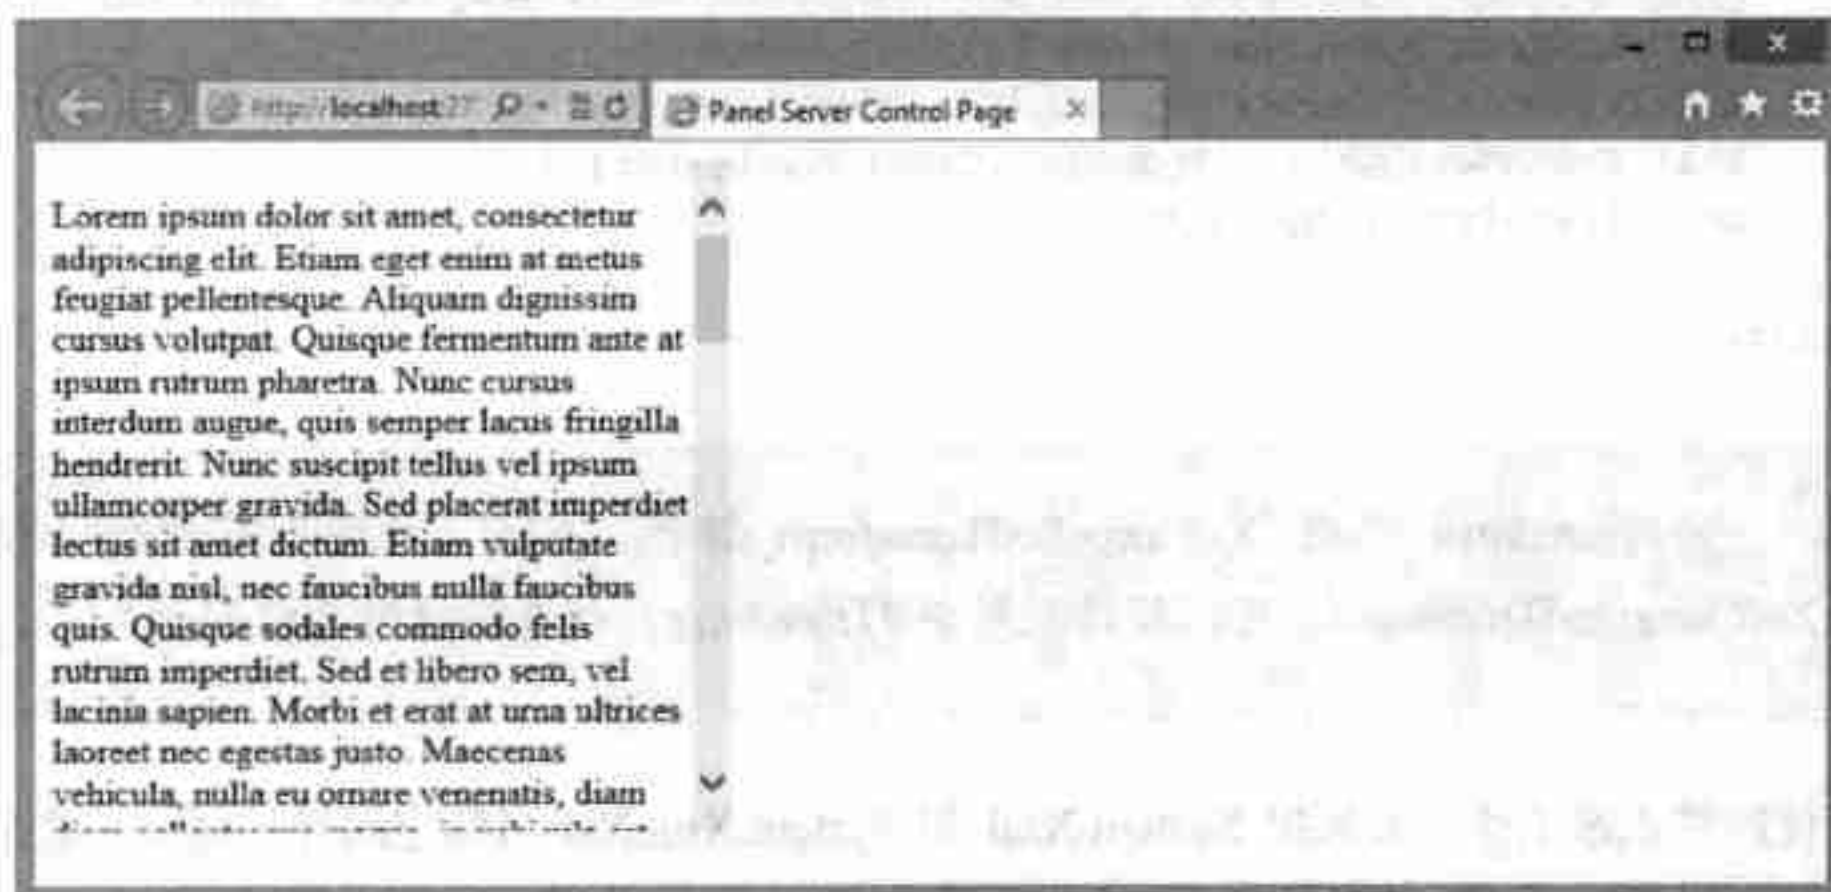 http://localhost:27 Panel Server Control Page
Lorem ipsum dolor sit amet, consectetur
adipiscing elit. Etiam eget enim at metus
feugiat pellentesque. Aliquam dignissim
cursus volutpat. Quisque fermentum ante at
ipsum rutrum pharetra. Nunc cursus
interdum augue, quis semper lacus fringilla
hendrerit. Nunc suscipit tellus vel ipsum
ullamcorper gravida. Sed placerat imperdiet
lectus sit amet dictum. Etiam vulputate
gravida nisl, nec faucibus nulla faucibus
quis. Quisque sodales commodo felis
rutrum imperdiet. Sed et libero sem, vel
lacinia sapien. Morbi et erat at urna ultrices
laoreet nec egestas justo. Maecenas
vehicula, nulla eu ornare venenatis, diam